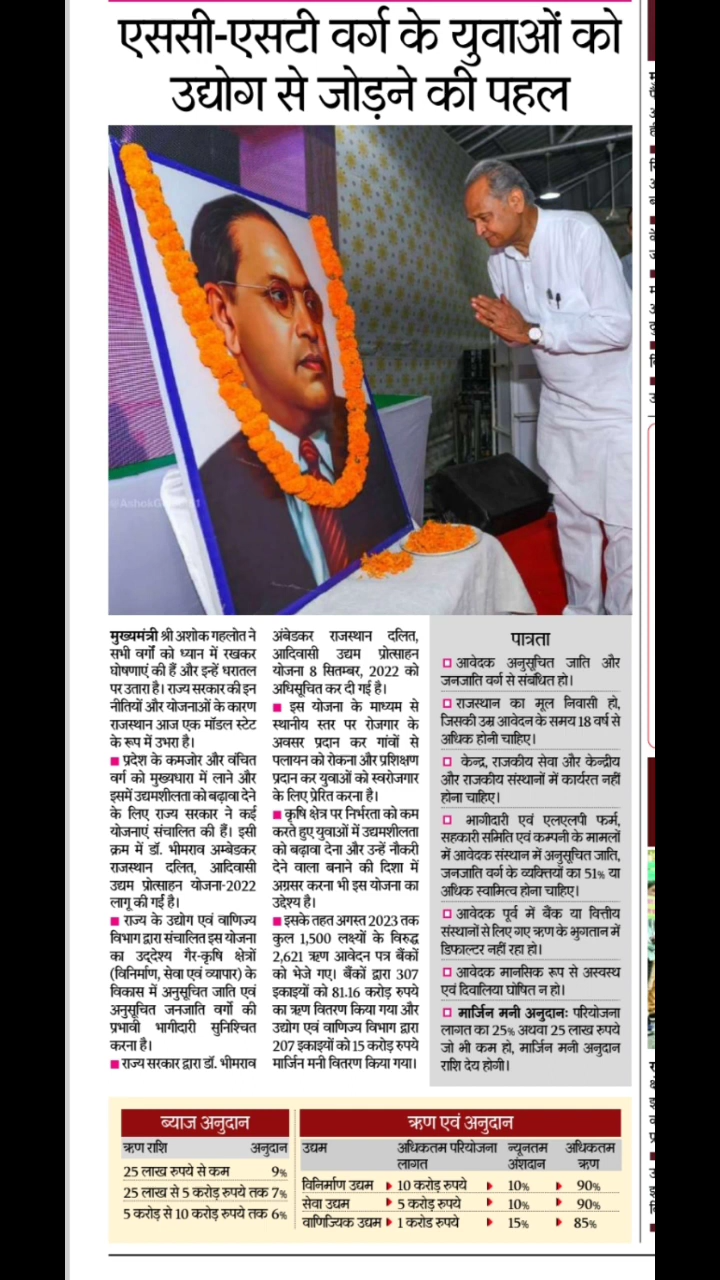 एससी-एसटी वर्ग के युवाओं को
उद्योग से जोड़ने की पहल
मुख्यमंत्री श्री अशोक गहलोत ने
सभी वर्गों को ध्यान में रखकर
घोषणाएं की हैं और इन्हें धरातल
पर उतारा है। राज्य सरकार की इन
नीतियों और योजनाओं के कारण
राजस्थान आज एक मॉडल स्टेट
के रूप में उभरा है।
■ प्रदेश के कमजोर और वंचित
वर्ग को मुख्यधारा में लाने और
इसमें उद्यमशीलता को बढ़ावा देने
के लिए राज्य सरकार ने कई
योजनाएं संचालित की हैं। इसी
क्रम में डॉ. भीमराव अम्बेडकर
राजस्थान दलित, आदिवासी
उद्यम प्रोत्साहन योजना-2022
लागू की गई है।
■ राज्य के उद्योग एवं वाणिज्य
विभाग द्वारा संचालित इस योजना
का उद्देश्य गैर-कृषि क्षेत्रों
(विनिर्माण, सेवा एवं व्यापार) के
विकास में अनुसूचित जाति एवं
अनुसूचित जनजाति वर्गों की
प्रभावी भागीदारी सुनिश्चित
करना है।
■ राज्य सरकार द्वारा डॉ. भीमराव
अंबेडकर राजस्थान दलित,
आदिवासी उद्यम प्रोत्साहन
योजना 8 सितम्बर, 2022 को
अधिसूचित कर दी गई है।
■ इस योजना के माध्यम से
स्थानीय स्तर पर रोजगार के
अवसर प्रदान कर गांवों से
पलायन को रोकना और प्रशिक्षण
प्रदान कर युवाओं को स्वरोजगार
के लिए प्रेरित करना है।
■ कृषि क्षेत्र पर निर्भरता को कम
करते हुए युवाओं में उद्यमशीलता
को बढ़ावा देना और उन्हें नौकरी
देने वाला बनाने की दिशा में
अग्रसर करना भी इस योजना का
उद्देश्य है।
■ इसके तहत अगस्त 2023 तक
कुल 1,500 लक्ष्यों के विरुद्ध
2,621 ऋण आवेदन पत्र बैंकों
को भेजे गए। बैंकों द्वारा 307
इकाइयों को 81.16 करोड़ रुपये
का ऋण वितरण किया गया और
उद्योग एवं वाणिज्य विभाग द्वारा
207 इकाइयों को 15 करोड़ रुपये
मार्जिन मनी वितरण किया गया।
पात्रता
आवेदक अनुसूचित जाति और
जनजाति वर्ग से संबंधित हो।
राजस्थान का मूल निवासी हो,
जिसकी उम्र आवेदन के समय 18 वर्ष से
अधिक होनी चाहिए।
केन्द्र, राजकीय सेवा और केन्द्रीय
और राजकीय संस्थानों में कार्यरत नहीं
होना चाहिए।
भागीदारी एवं एलएलपी फर्म,
सहकारी समिति एवं कम्पनी के मामलों
में आवेदक संस्थान में अनुसूचित जाति,
जनजाति वर्ग के व्यक्तियों का 51% या
अधिक स्वामित्व होना चाहिए।
आवेदक पूर्व में बैंक या वित्तीय
संस्थानों से लिए गए ऋण के भुगतान में
डिफाल्टर नहीं रहा हो।
आवेदक मानसिक रूप से अस्वस्थ
एवं दिवालिया घोषित न हो।
मार्जिन मनी अनुदान: परियोजना
लागत का 25% अथवा 25 लाख रुपये
जो भी कम हो, मार्जिन मनी अनुदान
राशि देय होगी।
ब्याज अनुदान
ऋण राशि अनुदान
25 लाख रुपये से कम 9%
25 लाख से 5 करोड़ रुपये तक 7%
5 करोड़ से 10 करोड़ रुपये तक 6%
ऋण एवं अनुदान
उद्यम अधिकतम परियोजना न्यूनतम अधिकतम
लागत अंशदान ऋण
विनिर्माण उद्यम 10 करोड़ रुपये 10% 90%
सेवा उद्यम 5 करोड़ रुपये 10% 90%
वाणिज्यिक उद्यम 1 करोड रुपये 15% 85%